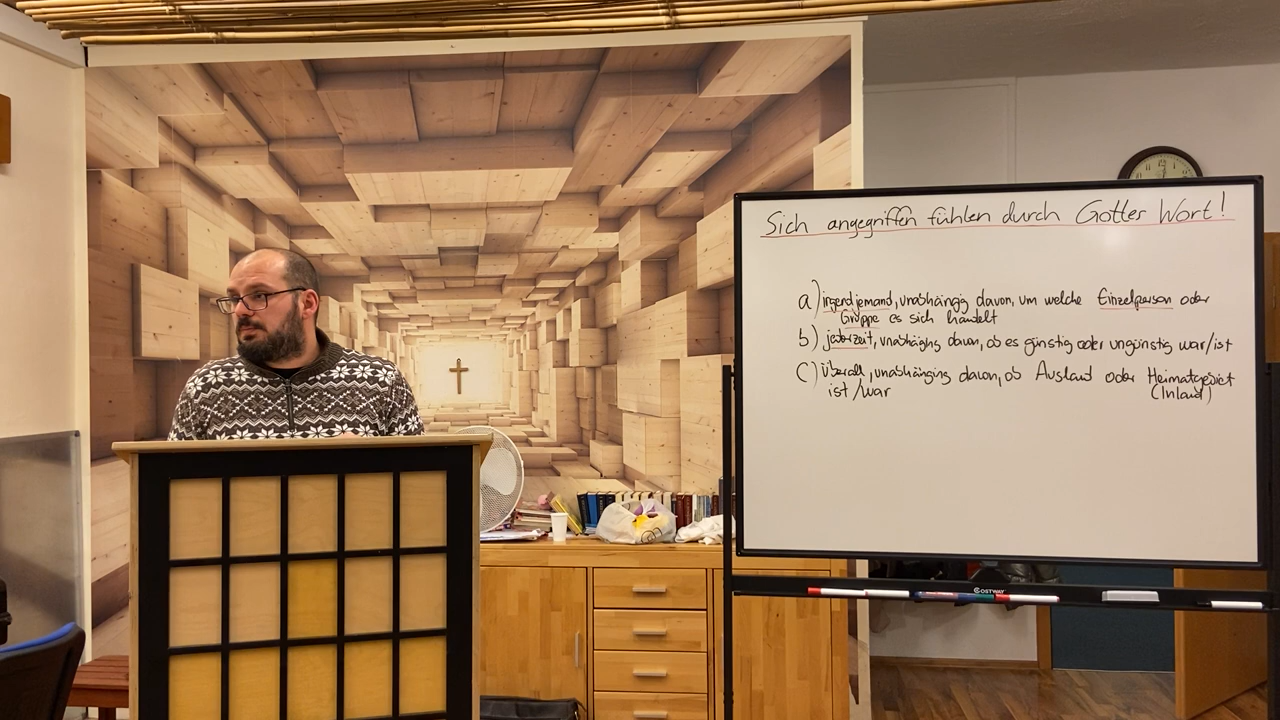 Sich angegriffen fühlen durch Gottes Wort!
a) irgendjemand, unabhängig davon, um welche Einzelperson oder
Gruppe es sich handelt
b) jederzeit, unabhängig davon, ob es günstig oder ungünstig war/ist
c) überall, unabhänging davon, ob Ausland oder Heimatgebiet
ist/war (Inland)
COSTWAY